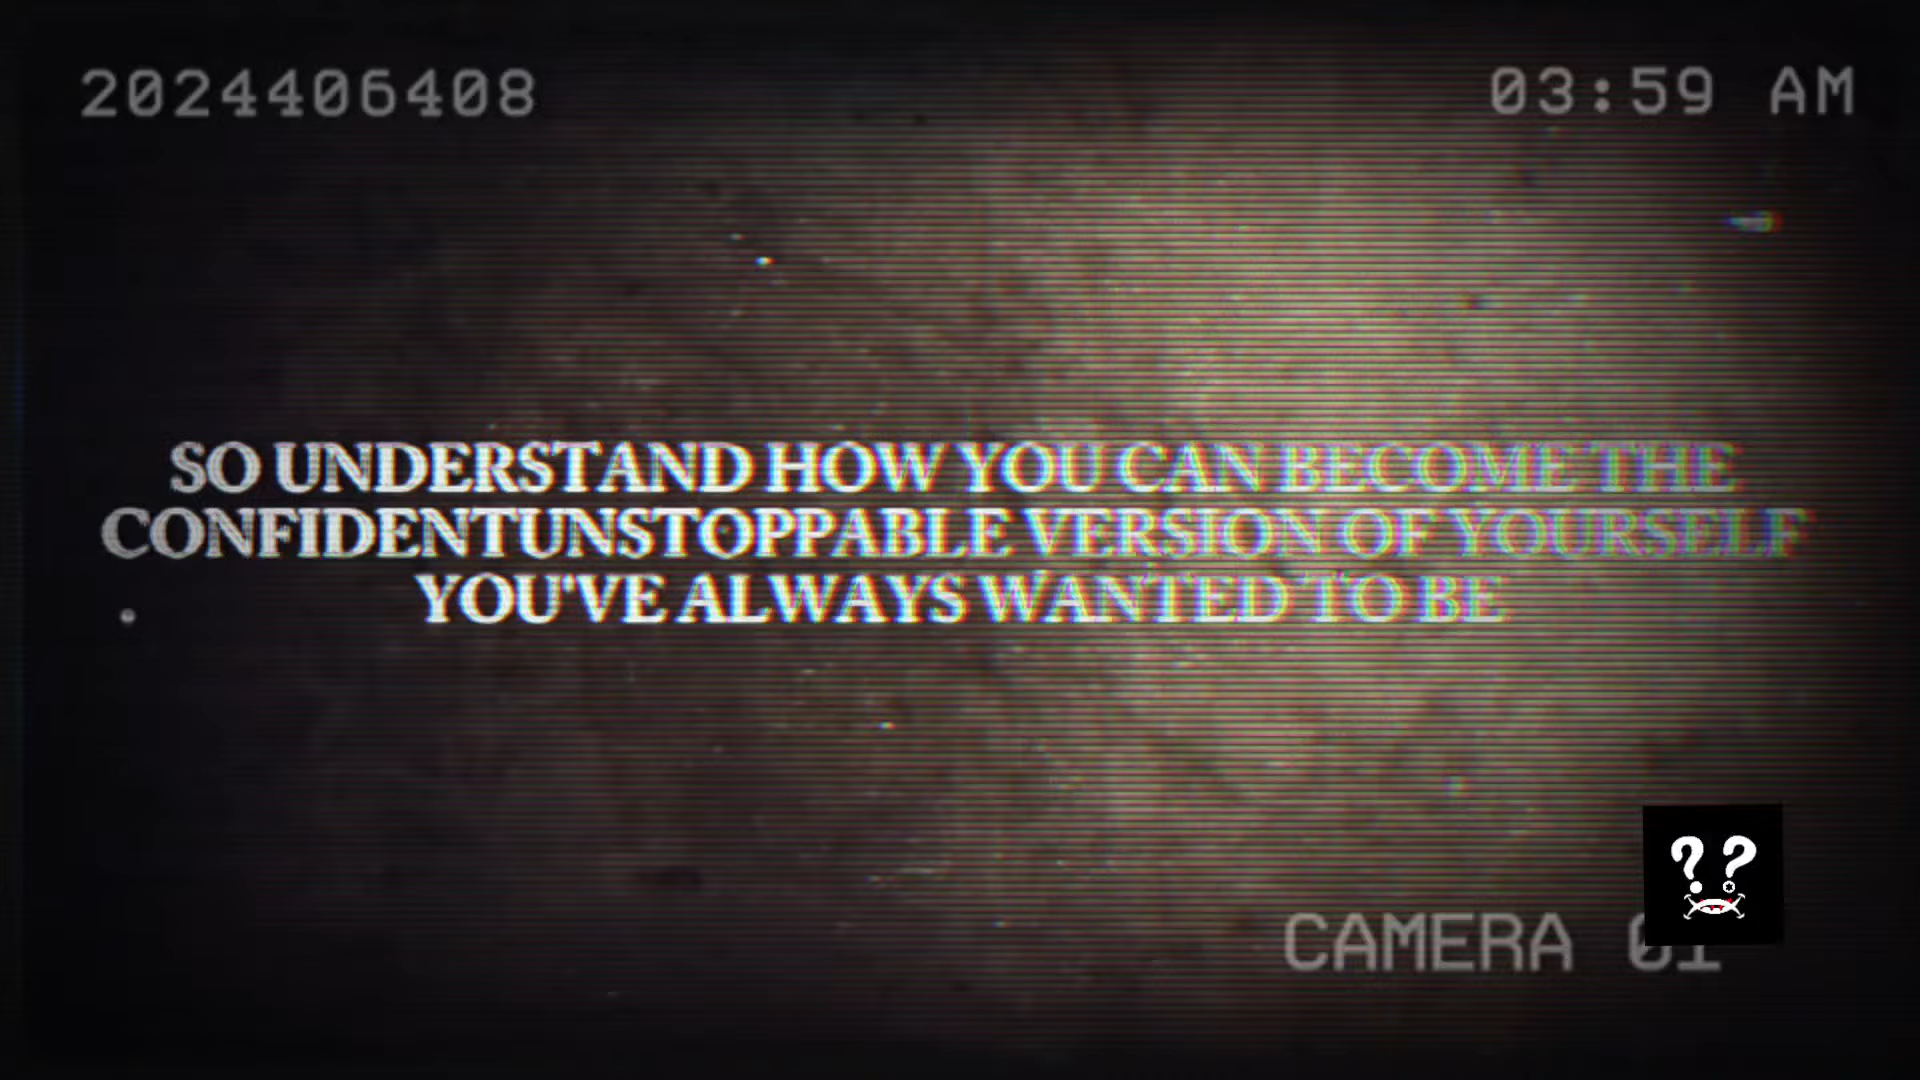 2024406408
03:59 AM
SO UNDERSTAND HOW YOU CAN BECOME THE
CONFIDENTUNSTOPPABLE VERSION OF YOURSELF
YOU'VE ALWAYS WANTED TO BE
??
CAMERA 01